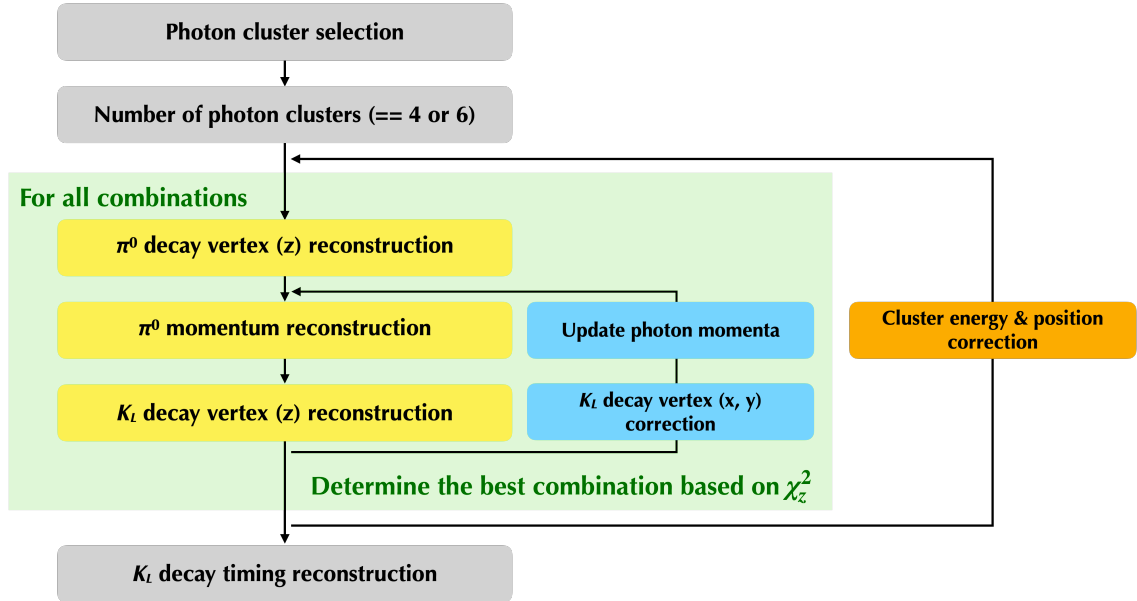 Photon cluster selection
Number of photon clusters (== 4 or 6)
For all combinations
π⁰ decay vertex (z) reconstruction
π⁰ momentum reconstruction
Update photon momenta
Cluster energy & position
correction
K_L decay vertex (z) reconstruction
K_L decay vertex (x, y)
correction
Determine the best combination based on χ_z^2
K_L decay timing reconstruction